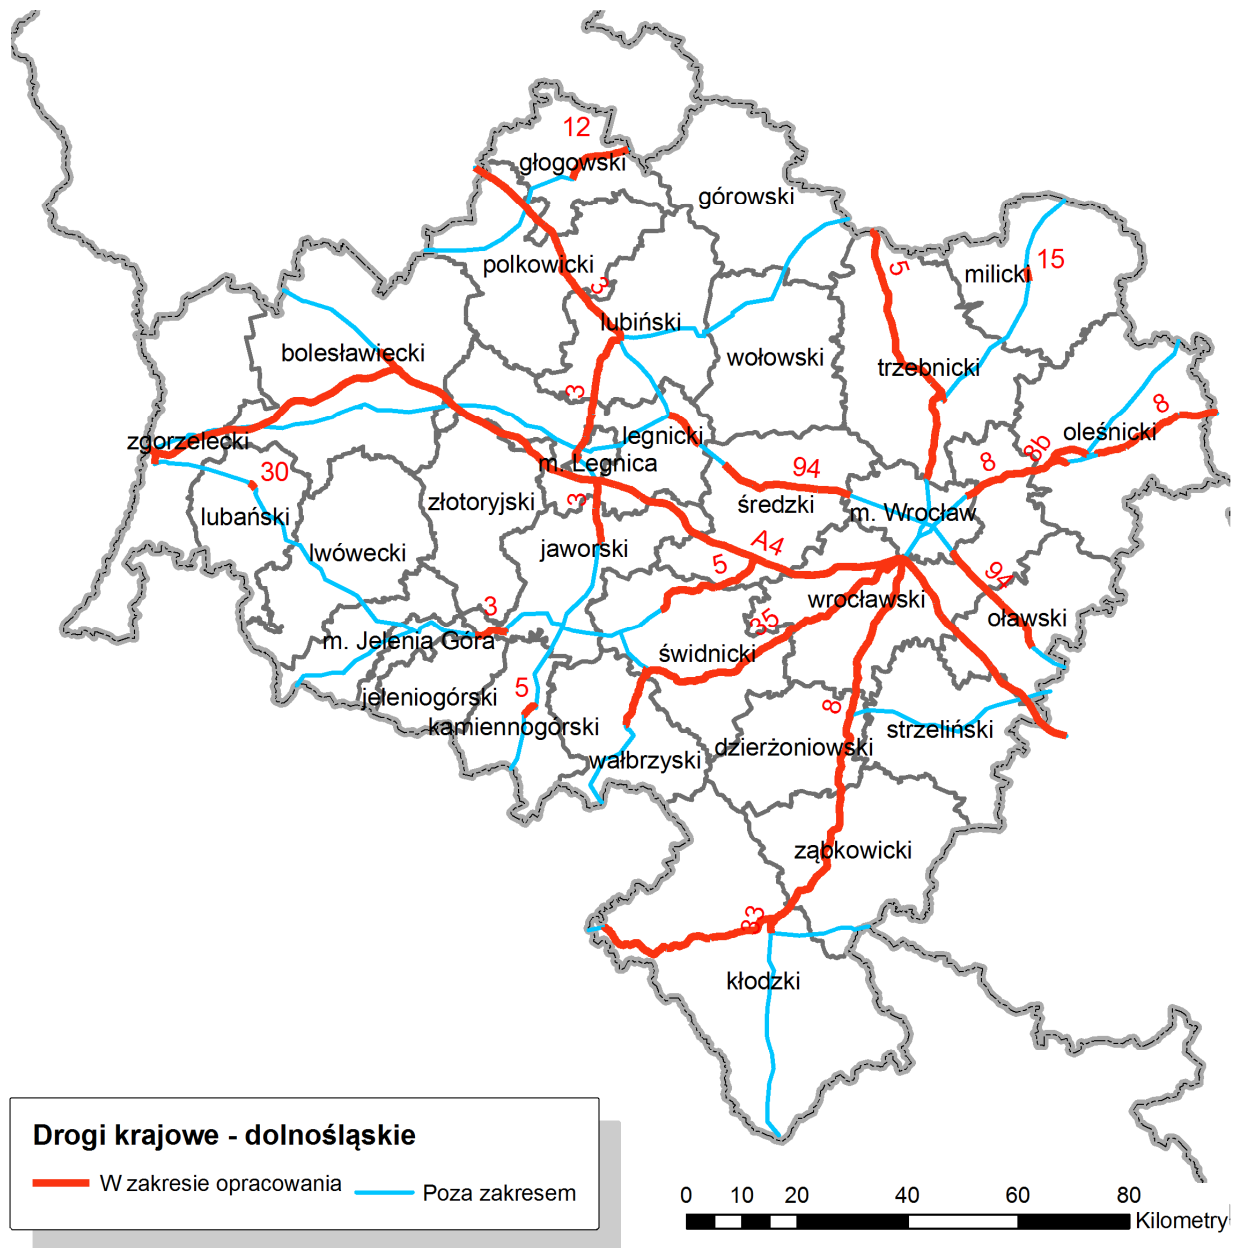 12
głogowski
górowski
5
milicki
15
polkowicki
3
lubiński
bolesławiecki
wołowski
trzebnicki
3
8
zgorzelecki
legnicki
oleśnicki
8b
30
m. Legnica
94
8
złotoryjski
3
średzki
m. Wrocław
lubański
lwówecki
jaworski
A4
5
94
3
wrocławski
35
oławski
m. Jelenia Góra
świdnicki
5
jeleniogórski
8
kamiennogórski
strzeliński
wałbrzyski
dzierżoniowski
ząbkowicki
33
kłodzki
Drogi krajowe - dolnośląskie
W zakresie opracowania
Poza zakresem
0 10 20 40 60 80
Kilometry